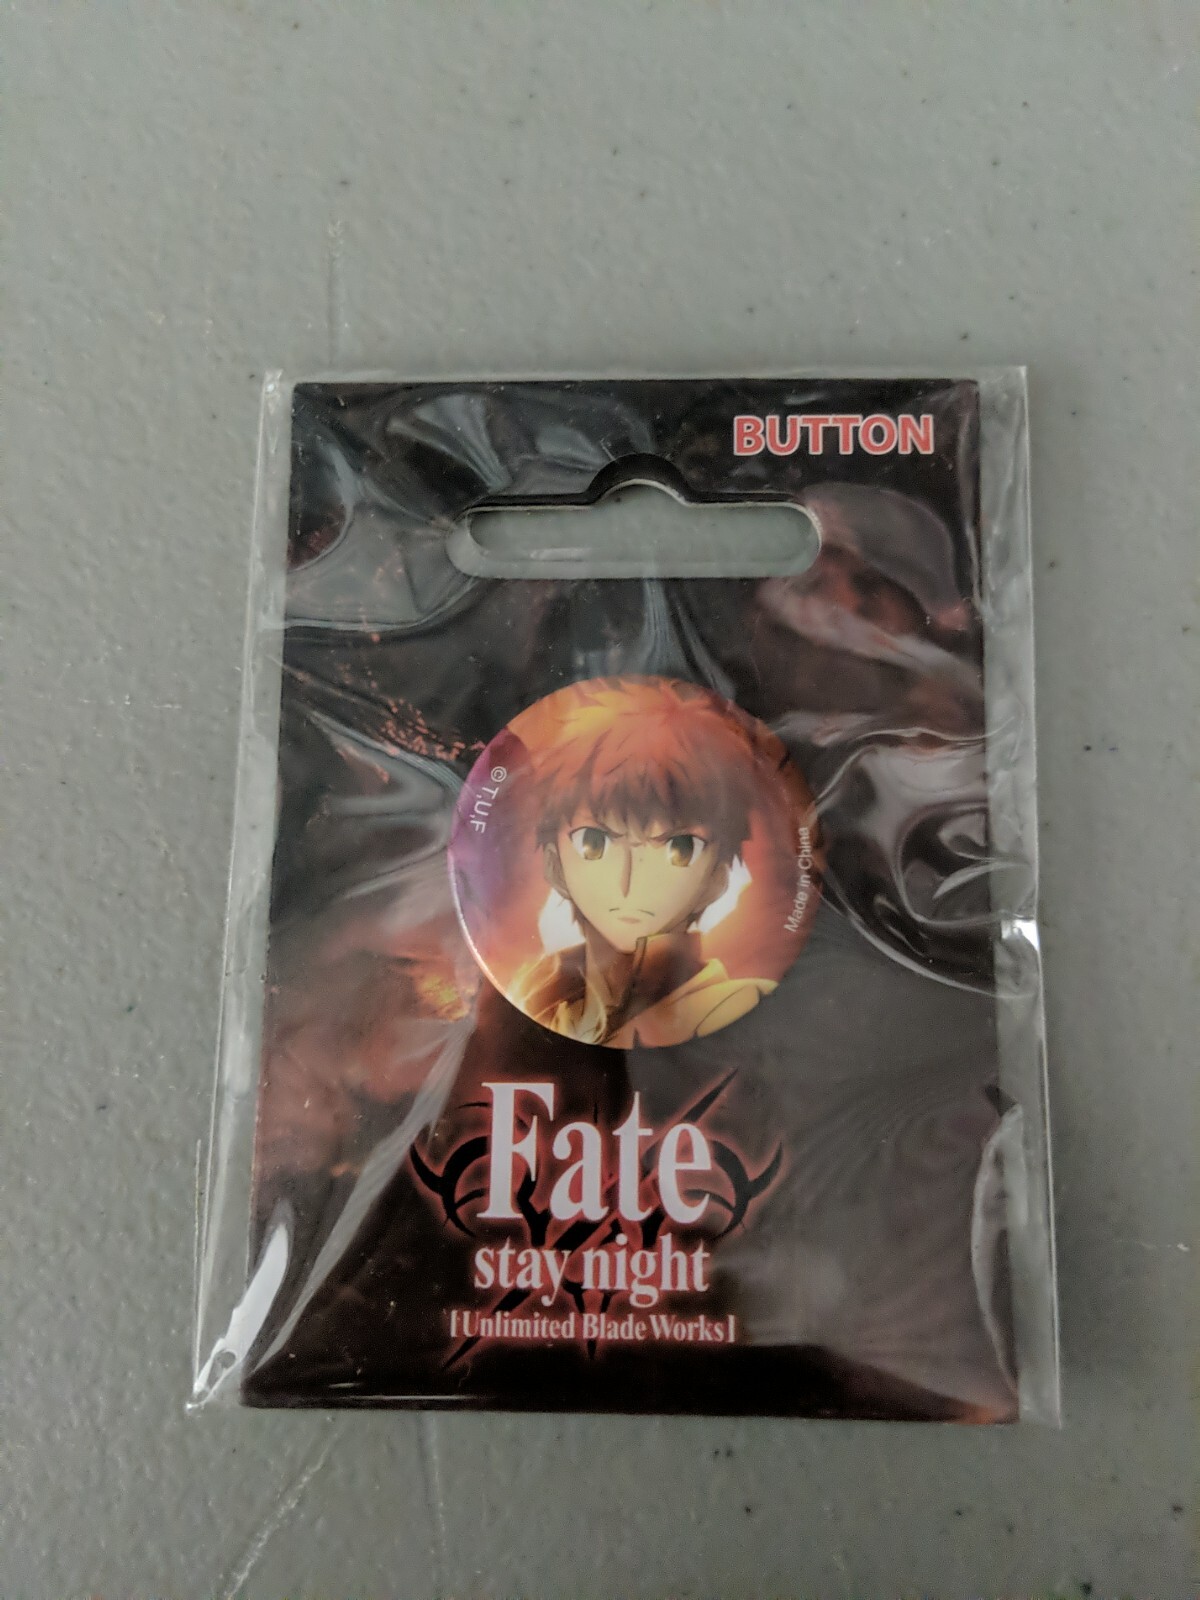 BUTTON
©T,U,F
Made in China
Fate
stay night
[Unlimited Blade Works]